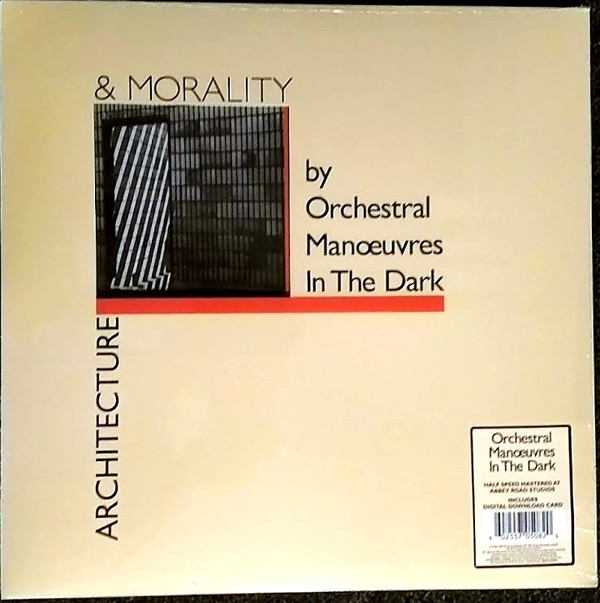 & MORALITY
by
Orchestral
Manœuvres
In The Dark
ARCHITECTURE
Orchestral
Manœuvres
In The Dark
HALF SPEED MASTERED AT
ABBEY ROAD STUDIOS
INCLUDES
DIGITAL DOWNLOAD CARD